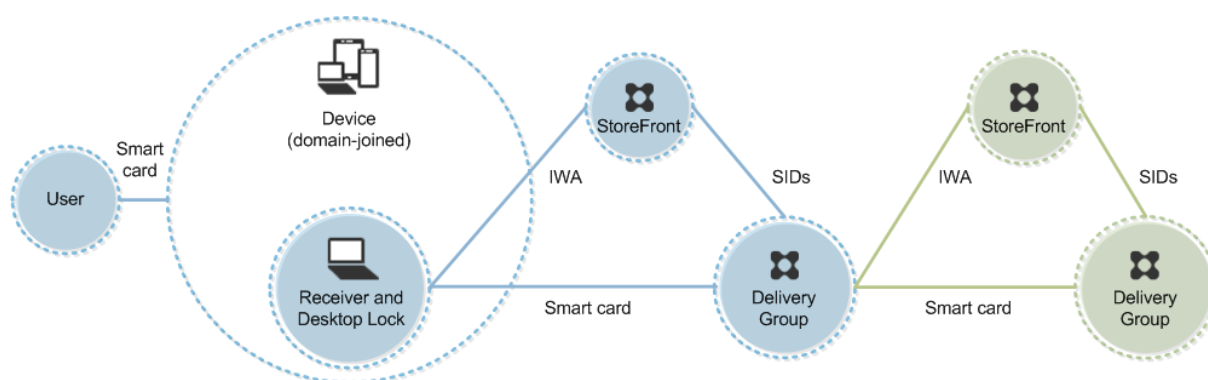 User
Smart
card
Device
(domain-joined)
Receiver and
Desktop Lock
IWA
StoreFront
SIDs
Smart card
Delivery
Group
IWA
StoreFront
SIDs
Smart card
Delivery
Group